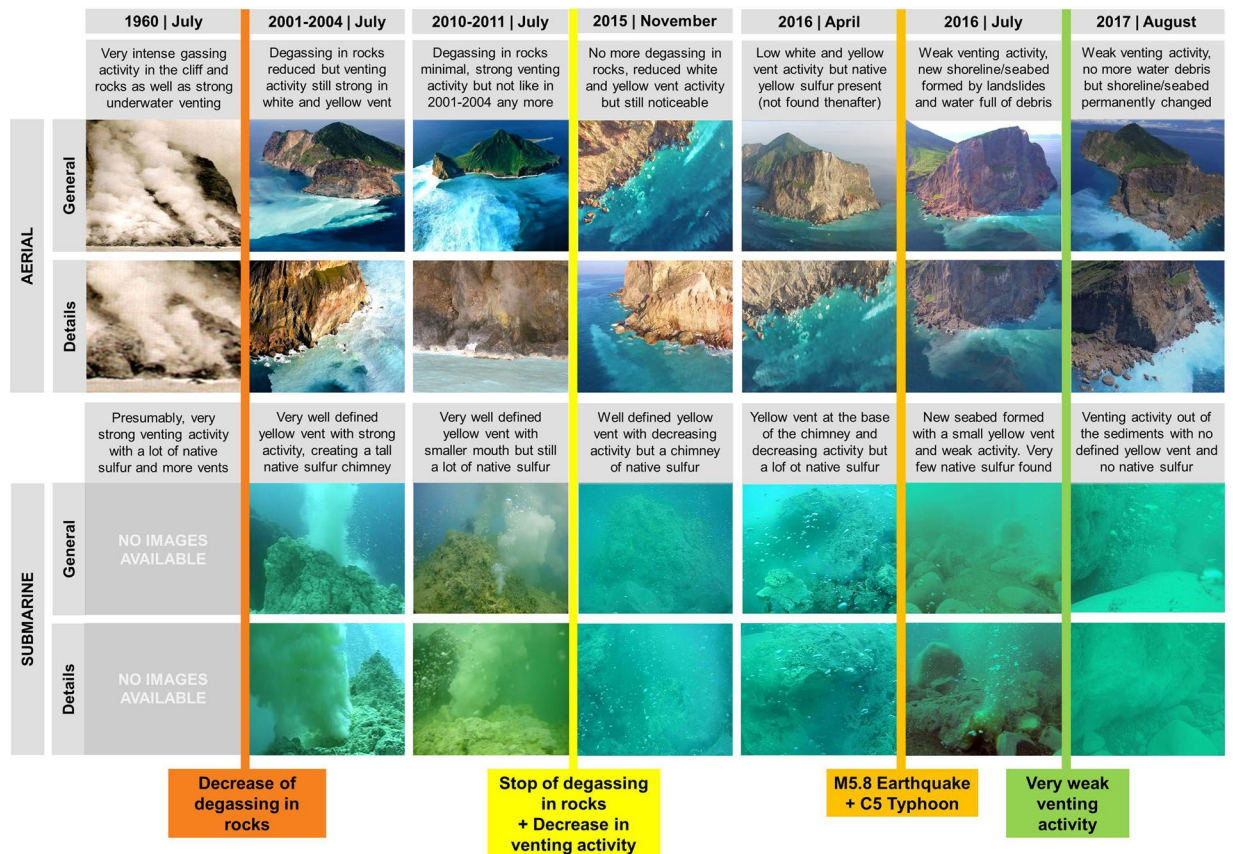 1960 | July
2001-2004 | July
2010-2011 | July
2015 | November
2016 | April
2016 | July
2017 | August
Very intense gassing
activity in the cliff and
rocks as well as strong
underwater venting
Degassing in rocks
reduced but venting
activity still strong in
white and yellow vent
Degassing in rocks
minimal, strong venting
activity but not like in
2001-2004 any more
No more degassing in
rocks, reduced white
and yellow vent activity
but still noticeable
Low white and yellow
vent activity but native
yellow sulfur present
(not found thenafter)
Weak venting activity,
new shoreline/seabed
formed by landslides
and water full of debris
Weak venting activity,
no more water debris
but shoreline/seabed
permanently changed
AERIAL
General
Details
Presumably, very
strong venting activity
with a lot of native
sulfur and more vents
Very well defined
yellow vent with strong
activity, creating a tall
native sulfur chimney
Very well defined
yellow vent with
smaller mouth but still
a lot of native sulfur
Well defined yellow
vent with decreasing
activity but a chimney
of native sulfur
Yellow vent at the base
of the chimney and
decreasing activity but
a lof ot native sulfur
New seabed formed
with a small yellow vent
and weak activity. Very
few native sulfur found
Venting activity out of
the sediments with no
defined yellow vent and
no native sulfur
SUBMARINE
General
NO IMAGES
AVAILABLE
Details
NO IMAGES
AVAILABLE
Decrease of
degassing in
rocks
Stop of degassing
in rocks
+ Decrease in
venting activity
M5.8 Earthquake
+ C5 Typhoon
Very weak
venting
activity